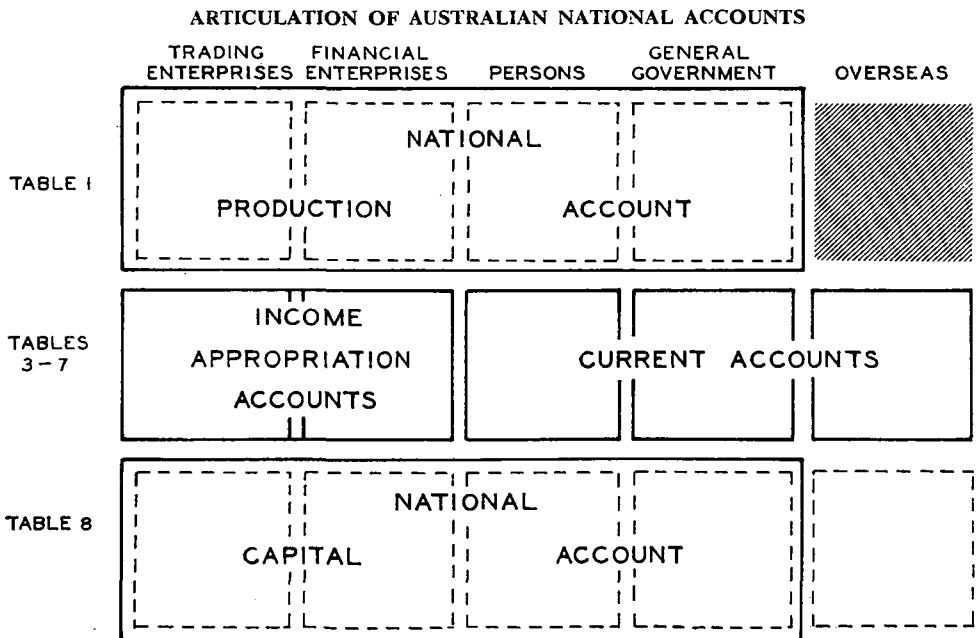 ARTICULATION OF AUSTRALIAN NATIONAL ACCOUNTS
TRADING ENTERPRISES
FINANCIAL ENTERPRISES
PERSONS
GENERAL GOVERNMENT
OVERSEAS
TABLE 1
NATIONAL
PRODUCTION ACCOUNT
TABLES 3-7
INCOME
APPROPRIATION
ACCOUNTS
CURRENT ACCOUNTS
TABLE 8
NATIONAL
CAPITAL ACCOUNT